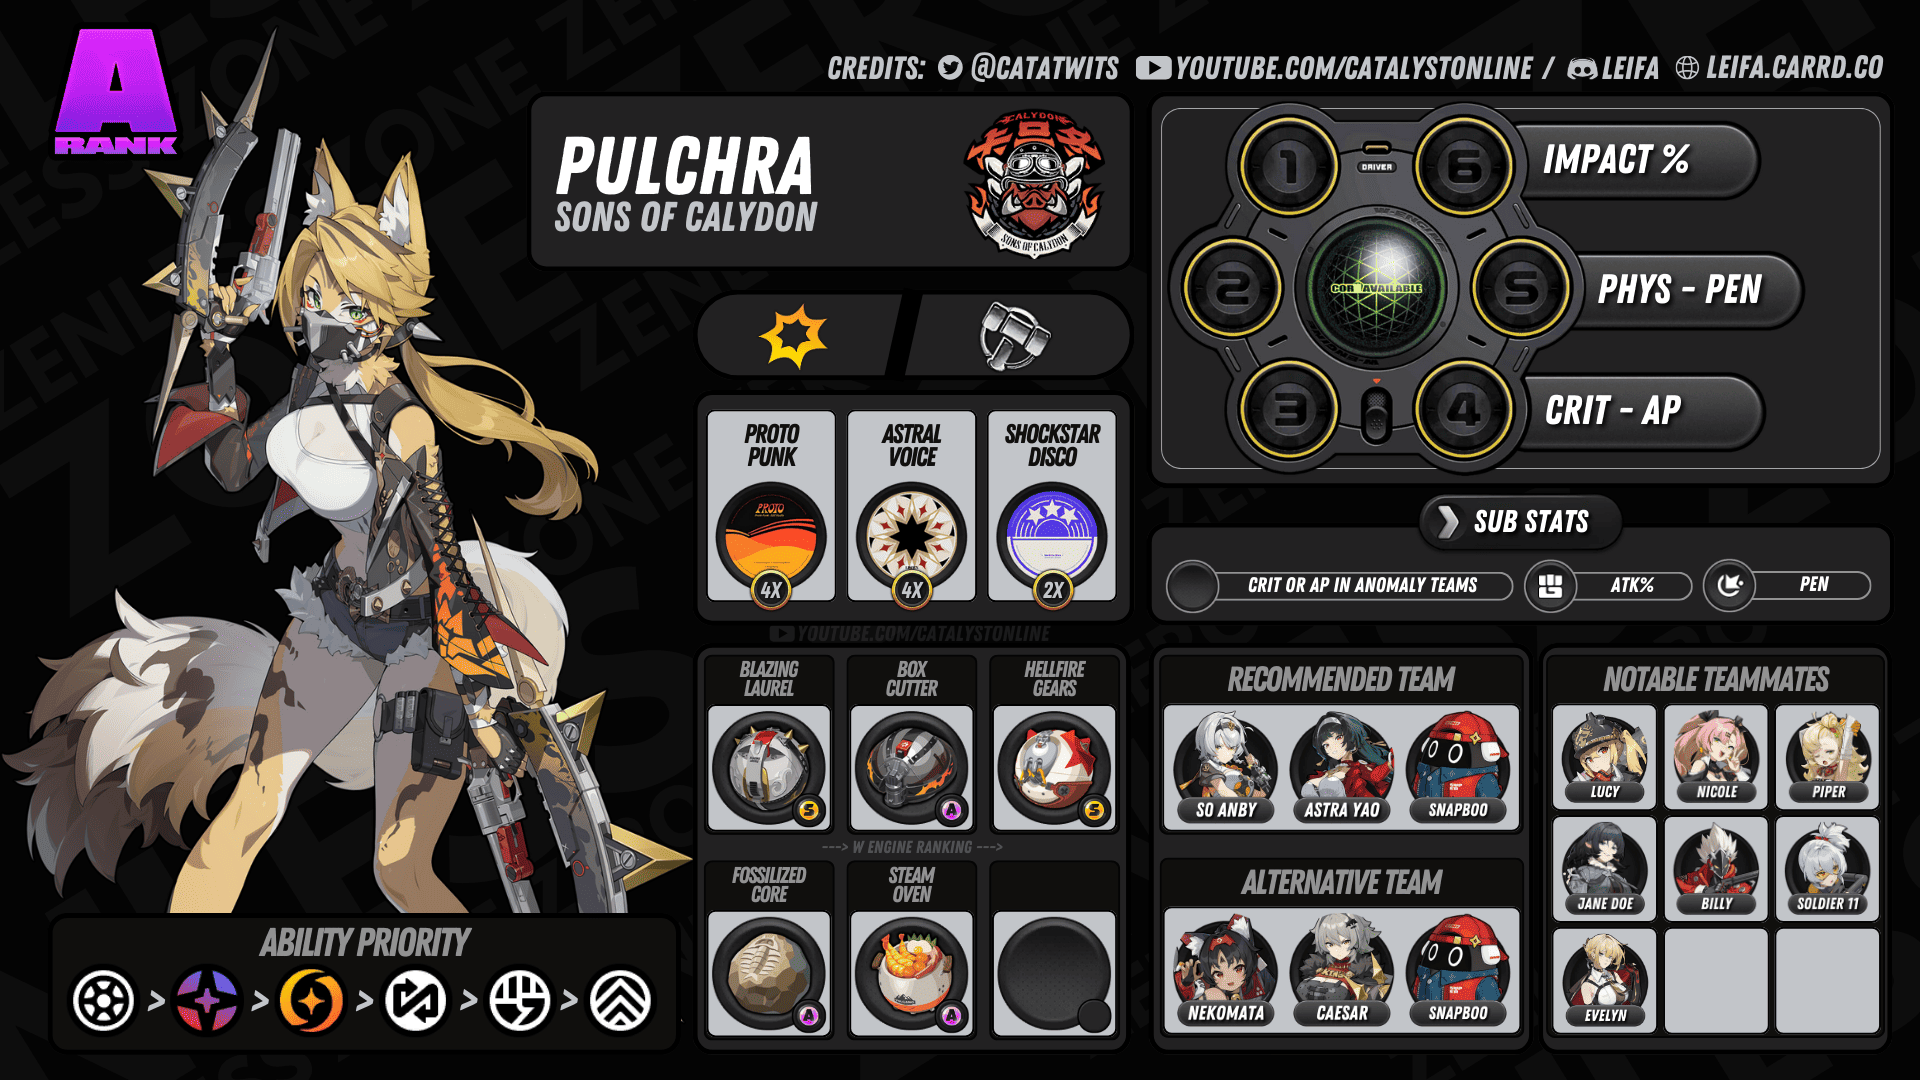 A
RANK
CREDITS: @CATATWITS YOUTUBE.COM/CATALYSTONLINE / LEIFA LEIFA.CARRD.CO
PULCHRA
SONS OF CALYDON
CALYDON
SONS OF CALYDON
1
6
2
5
3
4
DRIVER
IMPACT %
PHYS - PEN
CRIT - AP
PROTO
PUNK
PROTO
4X
ASTRAL
VOICE
4X
SHOCKSTAR
DISCO
2X
YOUTUBE.COM/CATALYSTONLINE
SUB STATS
CRIT OR AP IN ANOMALY TEAMS
ATK%
PEN
BLAZING
LAUREL
S
BOX
CUTTER
A
HELLFIRE
GEARS
S
---> W ENGINE RANKING --->
FOSSILIZED
CORE
A
STEAM
OVEN
A
RECOMMENDED TEAM
SO ANBY
ASTRA YAO
SNAPBOO
ALTERNATIVE TEAM
NEKOMATA
CAESAR
SNAPBOO
NOTABLE TEAMMATES
LUCY
NICOLE
PIPER
JANE DOE
BILLY
SOLDIER 11
EVELYN
ABILITY PRIORITY
> > > > >